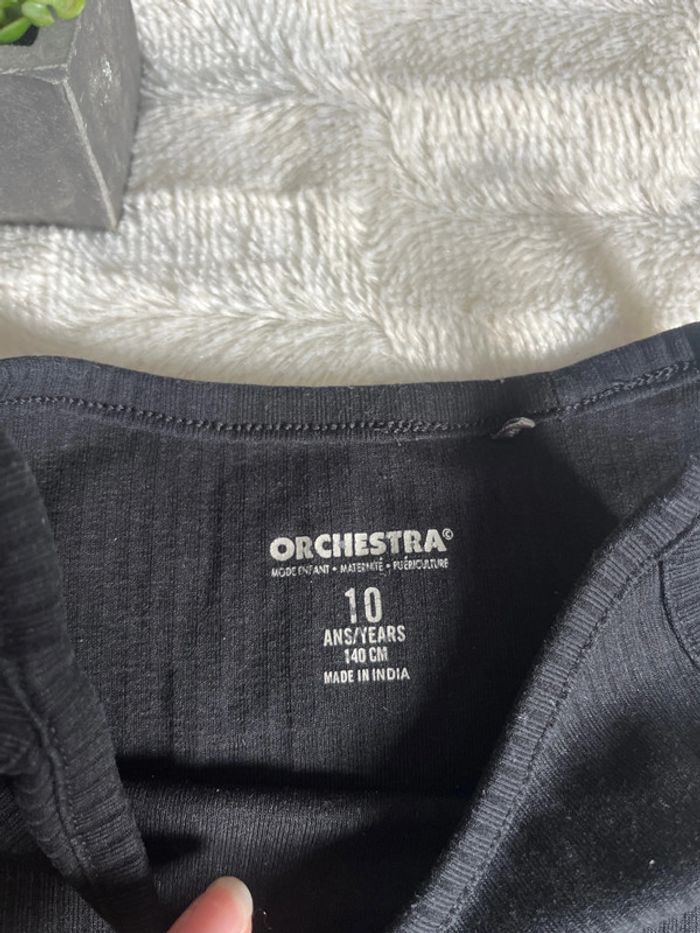 ORCHESTRA©
MODE ENFANT • MATERNITÉ • PUÉRICULTURE
10
ANS/YEARS
140 CM
MADE IN INDIA